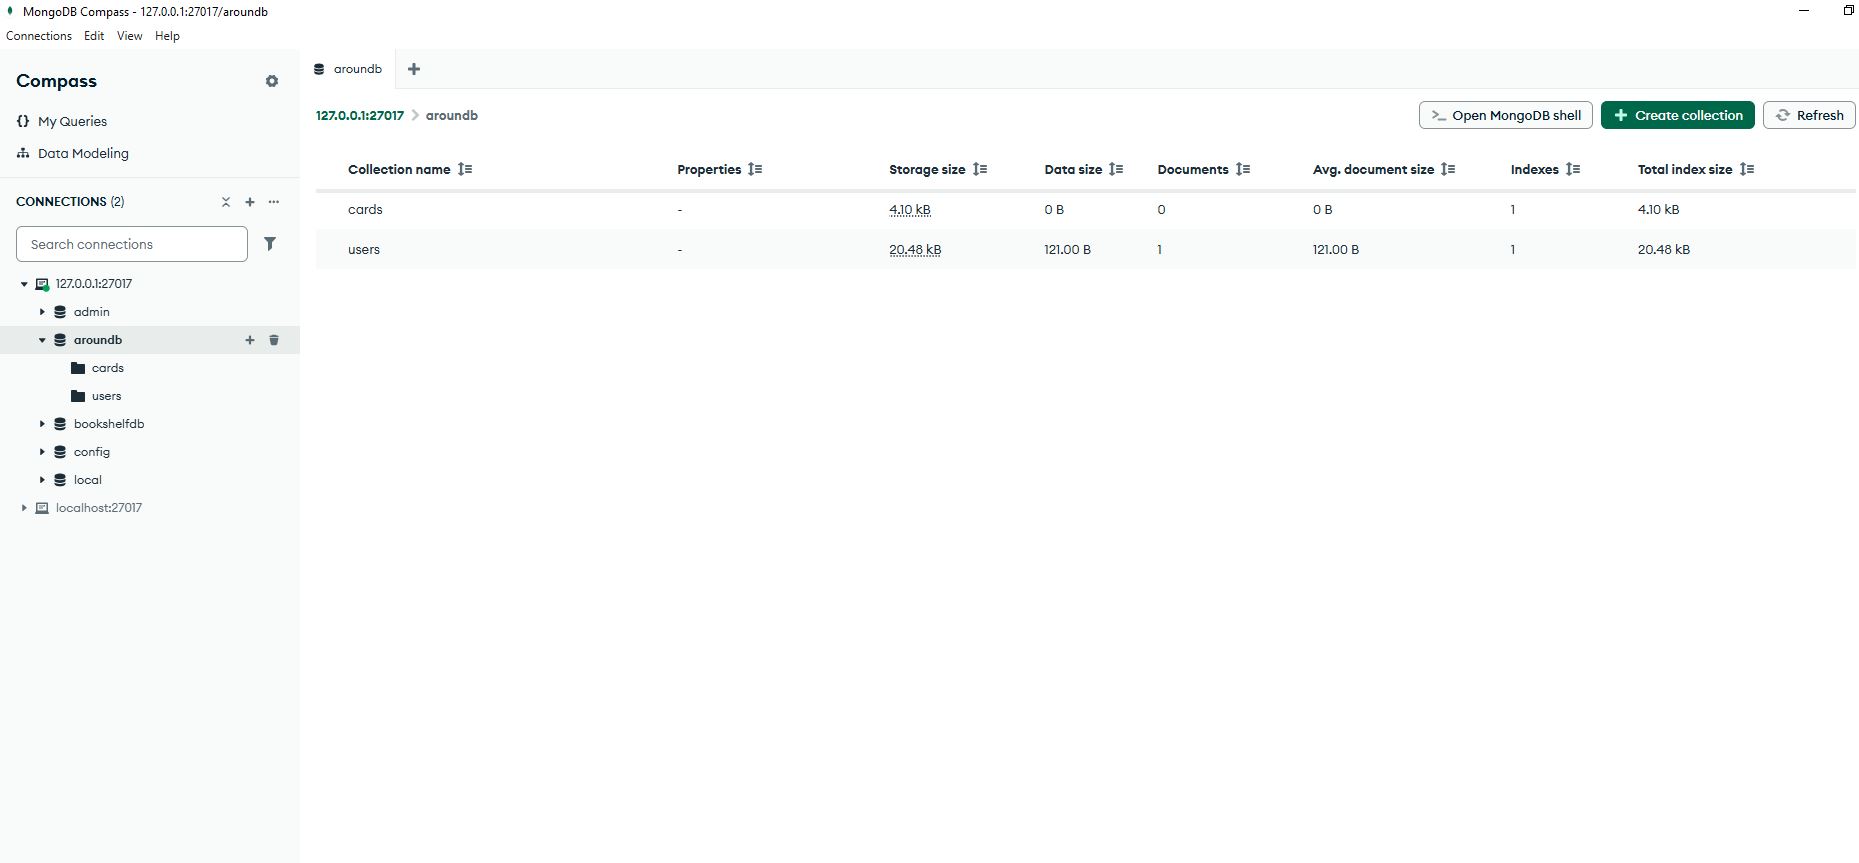 MongoDB Compass - 127.0.0.1:27017/aroundb
Connections Edit View Help
Compass
My Queries
Data Modeling
CONNECTIONS (2)
Search connections
127.0.0.1:27017
admin
aroundb
cards
users
bookshelfdb
config
local
localhost:27017
aroundb
127.0.0.1:27017 > aroundb
Open MongoDB shell
Create collection
Refresh
Collection name Properties Storage size Data size Documents Avg. document size Indexes Total index size
cards - 4.10 kB 0 B 0 0 B 1 4.10 kB
users - 20.48 kB 121.00 B 1 121.00 B 1 20.48 kB